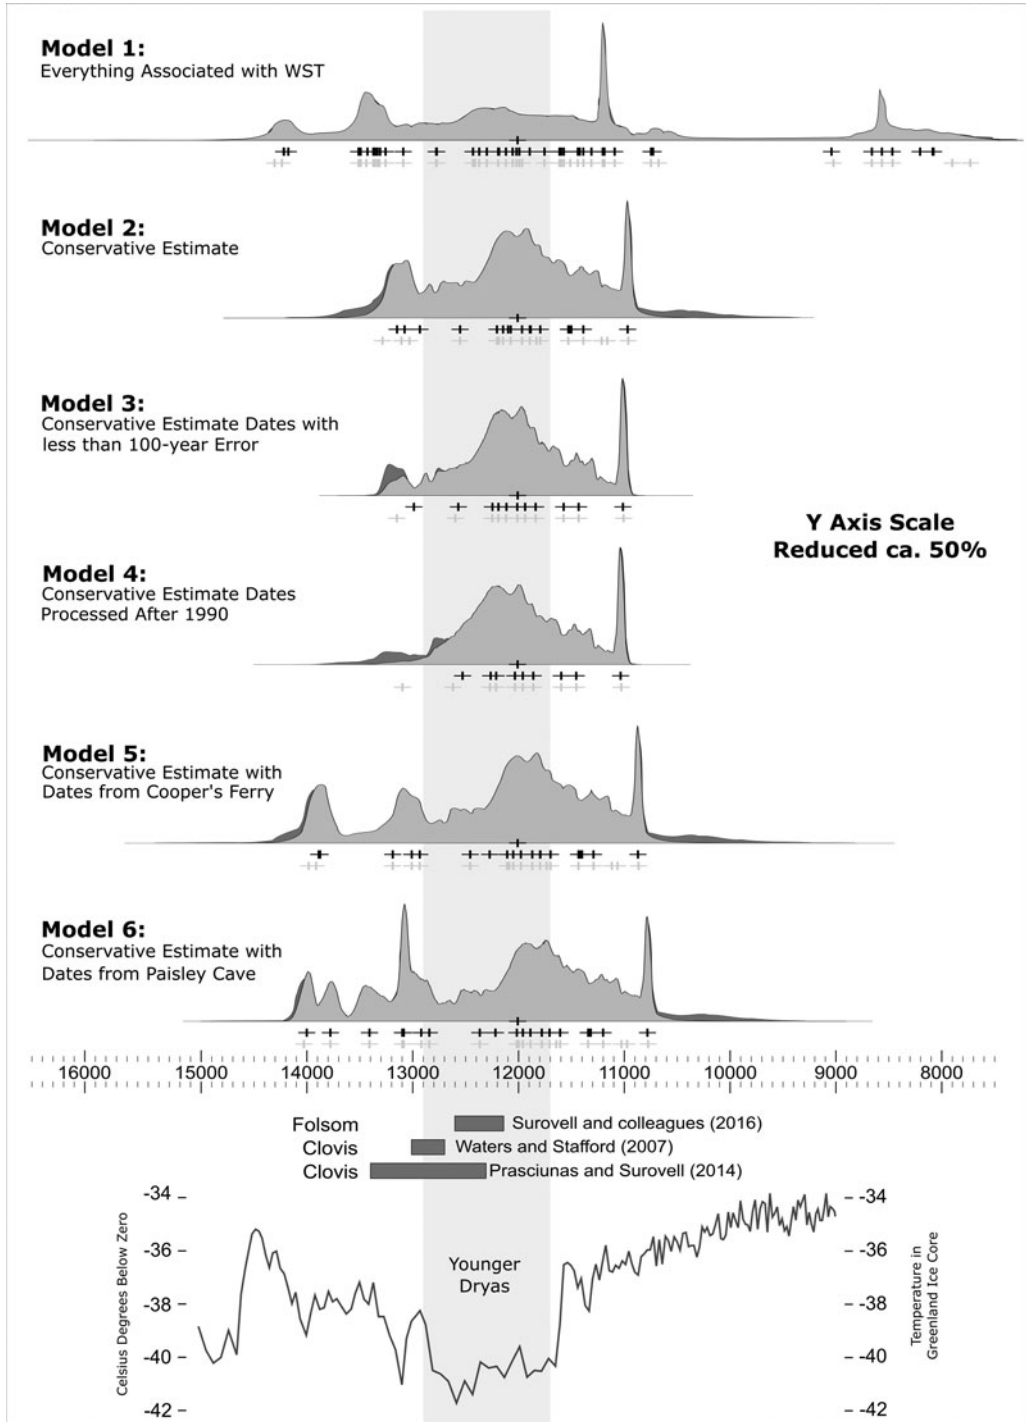 Model 1:
Everything Associated with WST
Model 2:
Conservative Estimate
Model 3:
Conservative Estimate Dates with
less than 100-year Error
Y Axis Scale
Reduced ca. 50%
Model 4:
Conservative Estimate Dates
Processed After 1990
Model 5:
Conservative Estimate with
Dates from Cooper's Ferry
Model 6:
Conservative Estimate with
Dates from Paisley Cave
16000 15000 14000 13000 12000 11000 10000 9000 8000
Folsom Surovell and colleagues (2016)
Clovis Waters and Stafford (2007)
Clovis Prasciunas and Surovell (2014)
-34 -34
-36 -36
-38 -38
-40 -40
-42 -42
Celsius Degrees Below Zero
Younger
Dryas
Temperature in
Greenland Ice Core